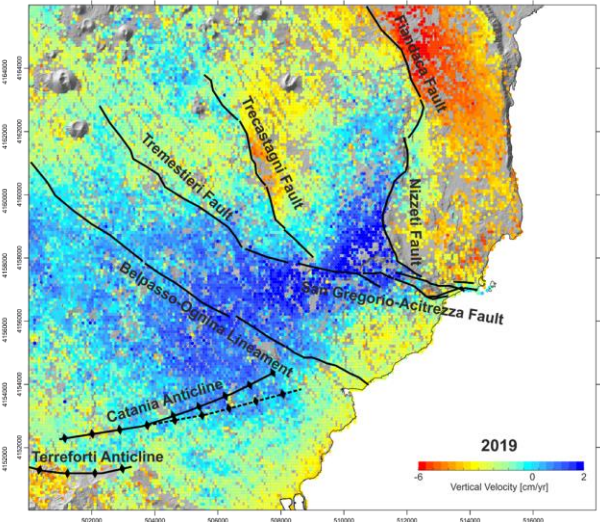 Fiandaca Fault
Trecastagni Fault
Tremestieri Fault
Nizzeti Fault
San Gregorio-Acitrezza Fault
Belpasso-Ognina Lineament
Catania Anticline
Terreforti Anticline
2019
-6 0 2
Vertical Velocity [cm/yr]
4164000
4162000
4160000
4158000
4156000
4154000
4152000
502000 504000 506000 508000 510000 512000 514000